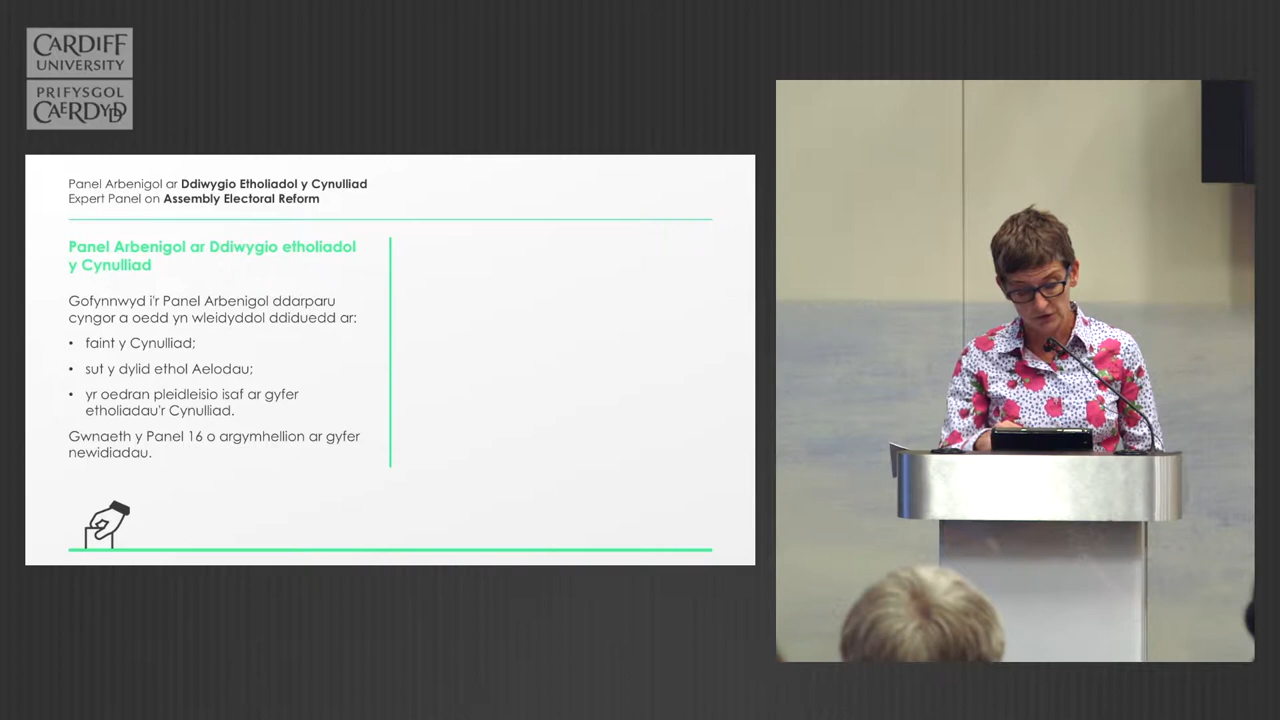 CARDIFF
UNIVERSITY
PRIFYSGOL
CAERDYDD
Panel Arbenigol ar Ddiwygio Etholiadol y Cynulliad
Expert Panel on Assembly Electoral Reform
Panel Arbenigol ar Ddiwygio etholiadol
y Cynulliad
Gofynnwyd i'r Panel Arbenigol ddarparu
cyngor a oedd yn wleidyddol ddiduedd ar:
• faint y Cynulliad;
• sut y dylid ethol Aelodau;
• yr oedran pleidleisio isaf ar gyfer
etholiadau'r Cynulliad.
Gwnaeth y Panel 16 o argymhellion ar gyfer
newidiadau.